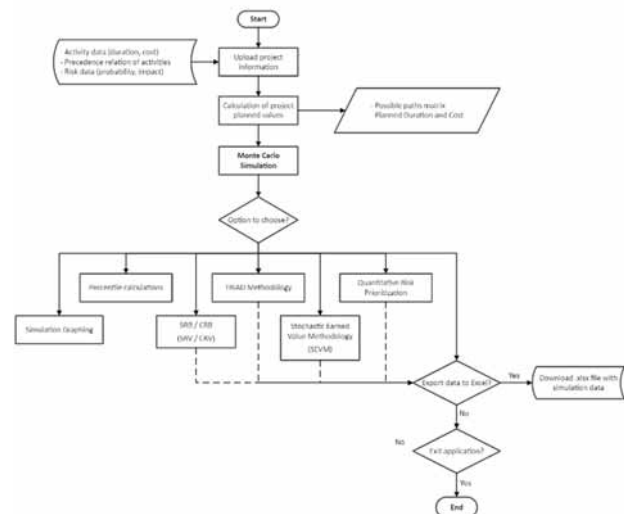 Start
- Activity data (duration, cost)
- Precedence relation of activities
- Risk data (probability, impact)
Upload project
information
Calculation of project
planned values
- Possible paths matrix
Planned Duration and Cost
Monte Carlo
Simulation
Option to choose?
Percentile calculations
TRIAD Methodology
Quantitative Risk
Prioritization
Simulation Graphing
SRB / CRB
(SAV / CAV)
Stochastic Earned
Value Methodology
(SEVM)
Export data to Excel?
Yes
Download .xlsx file with
simulation data
No
No
Exit application?
Yes
End